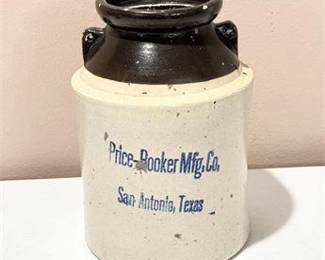 Price-Booker Mfg. Co,
San Antonio, Texas